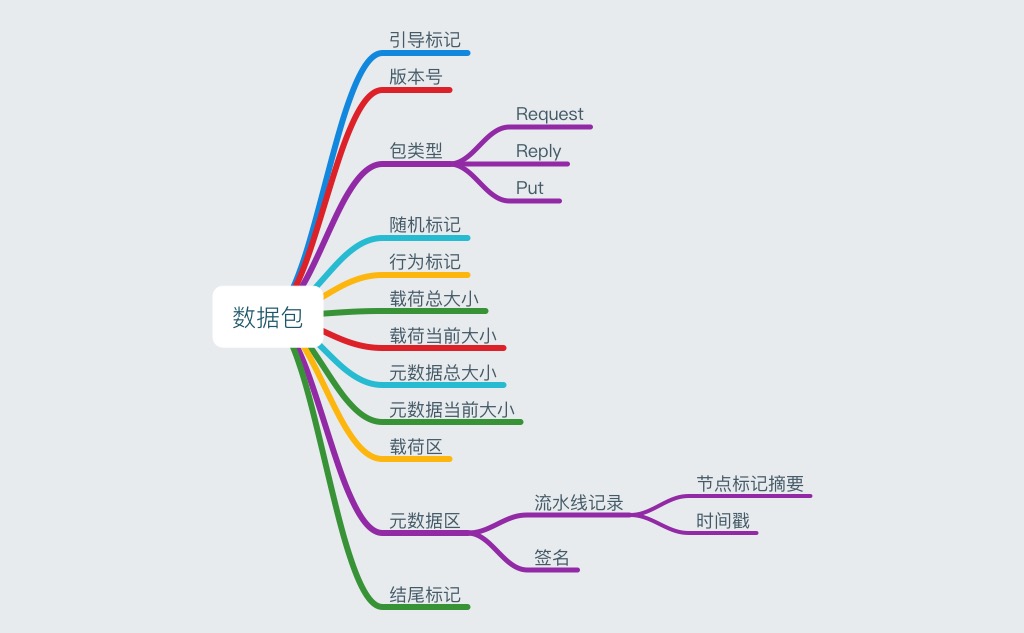 引导标记
版本号
包类型
Request
Reply
Put
随机标记
行为标记
载荷总大小
数据包
载荷当前大小
元数据总大小
元数据当前大小
载荷区
元数据区
流水线记录
节点标记摘要
时间戳
签名
结尾标记